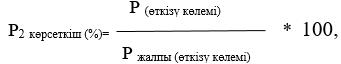 P (өткізу көлемі)
P2 көрсеткіш (%)= * 100,
P жалпы (өткізу көлемі)